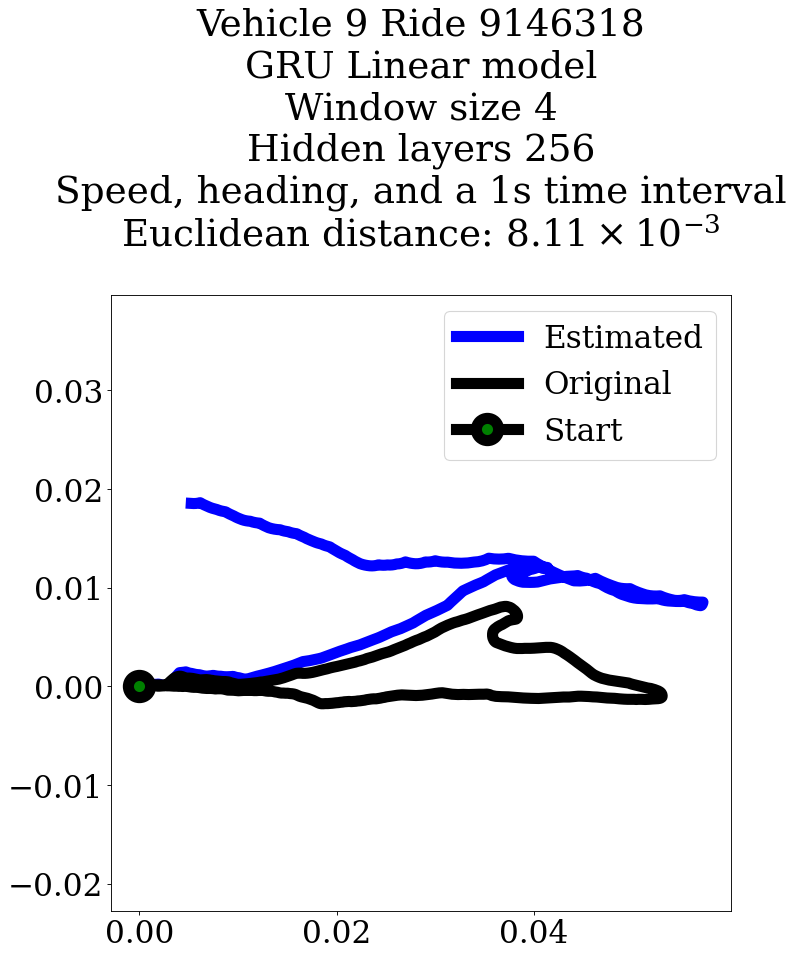 Vehicle 9 Ride 9146318
GRU Linear model
Window size 4
Hidden layers 256
Speed, heading, and a 1s time interval
Euclidean distance: 8.11 × 10⁻³
Estimated
Original
Start
0.03
0.02
0.01
0.00
−0.01
−0.02
0.00 0.02 0.04